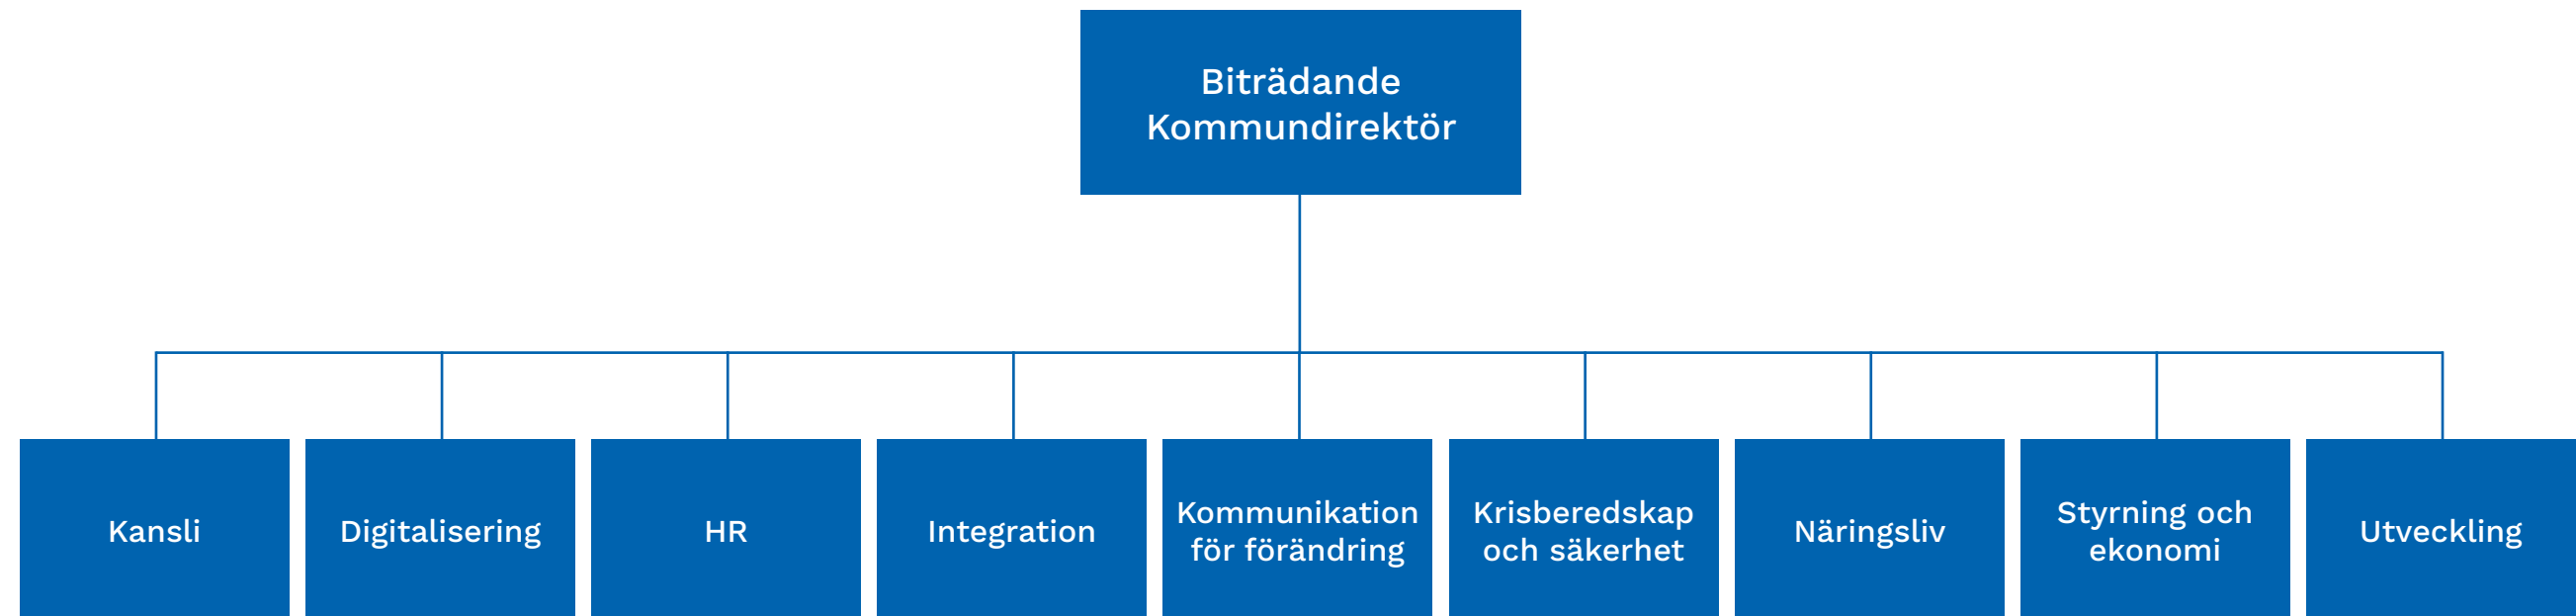 Biträdande
Kommundirektör
Kansli
Digitalisering
HR
Integration
Kommunikation
för förändring
Krisberedskap
och säkerhet
Näringsliv
Styrning och
ekonomi
Utveckling